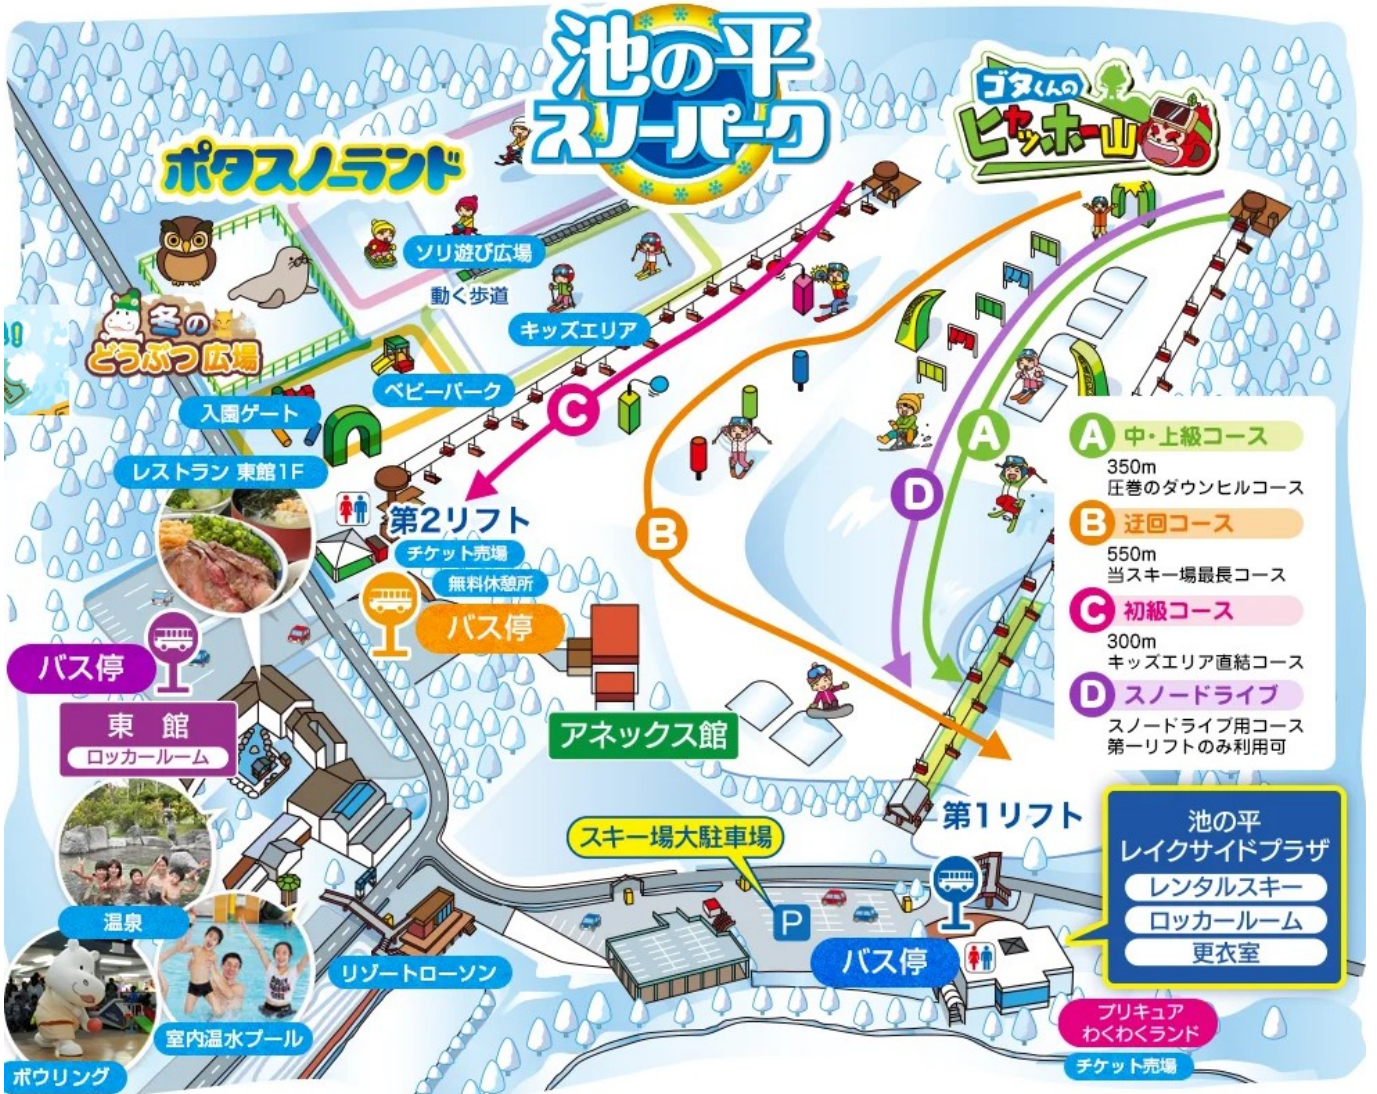 池の平
スノーパーク
ゴタくんの
ヒャッホー山
ポタスノーランド
ソリ遊び広場
動く歩道
キッズエリア
冬の
どうぶつ広場
ベビーパーク
入園ゲート
レストラン 東館1F
C
A
D
B
第2リフト
チケット売場
無料休憩所
バス停
バス停
東 館
ロッカールーム
アネックス館
A 中・上級コース
350m
圧巻のダウンヒルコース
B 迂回コース
550m
当スキー場最長コース
C 初級コース
300m
キッズエリア直結コース
D スノードライブ
スノードライブ用コース
第一リフトのみ利用可
第1リフト
スキー場大駐車場
P
バス停
池の平
レイクサイドプラザ
レンタルスキー
ロッカールーム
更衣室
温泉
リゾートローソン
室内温水プール
ボウリング
プリキュア
わくわくランド
チケット売場